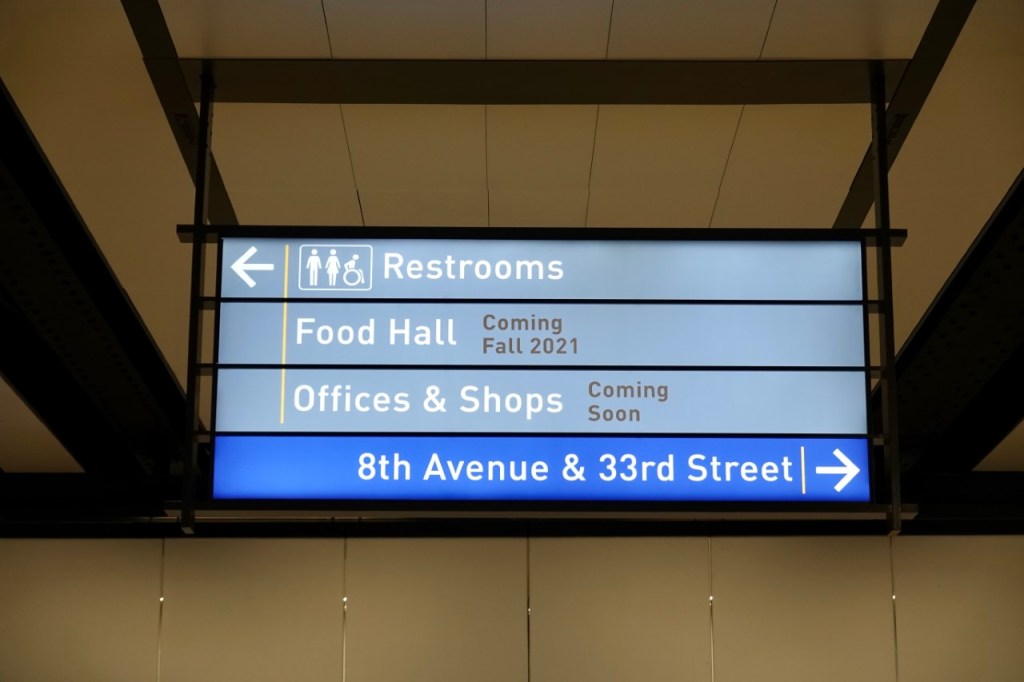 Restrooms
Food Hall
Coming
Fall 2021
Offices & Shops
Coming
Soon
8th Avenue & 33rd Street